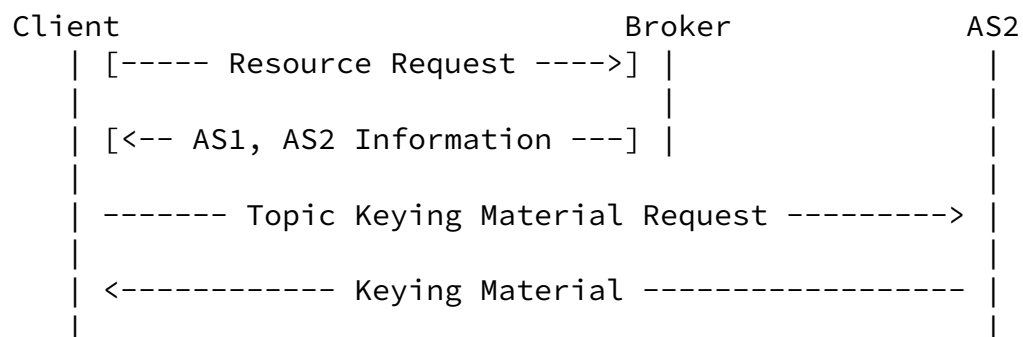 Client Broker AS2
[----- Resource Request ---->]
[<-- AS1, AS2 Information ---]
------- Topic Keying Material Request --------->
<------------ Keying Material ------------------